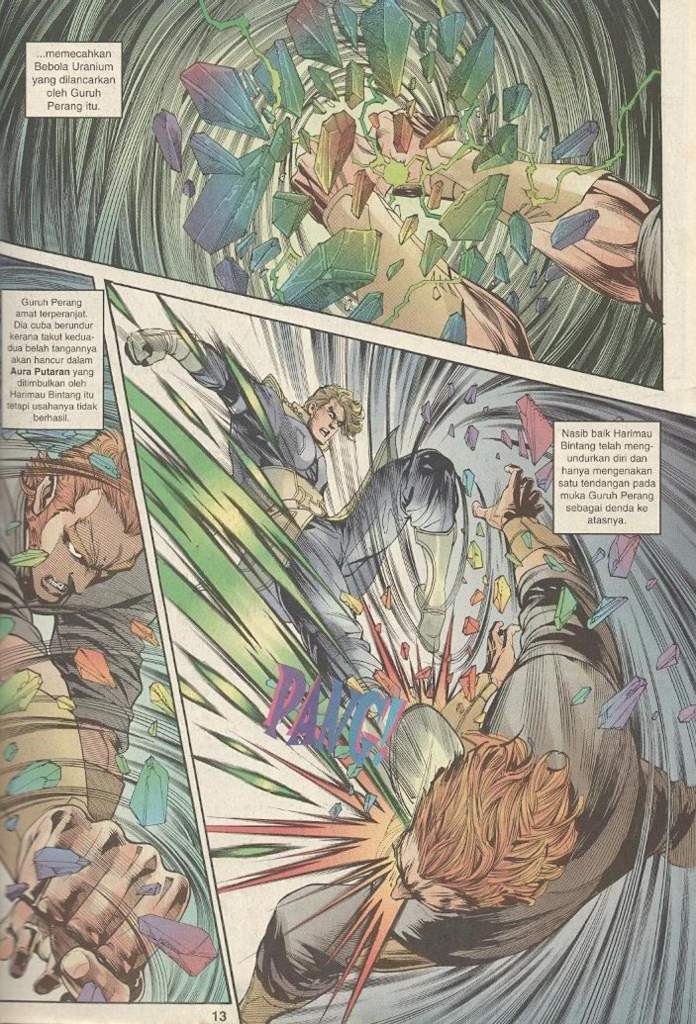 ...memecahkan
Bebola Uranium
yang dilancarkan
oleh Guruh
Perang itu.
Guruh Perang
amat terperanjat.
Dia cuba berundur
kerana takut kedua-
dua belah tangannya
akan hancur dalam
Aura Putaran yang
ditimbulkan oleh
Harimau Bintang itu
tetapi usahanya tidak
berhasil.
Nasib baik Harimau
Bintang telah meng-
undurkan diri dan
hanya mengenakan
satu tendangan pada
muka Guruh Perang
sebagai denda ke
atasnya.
PANG!
13